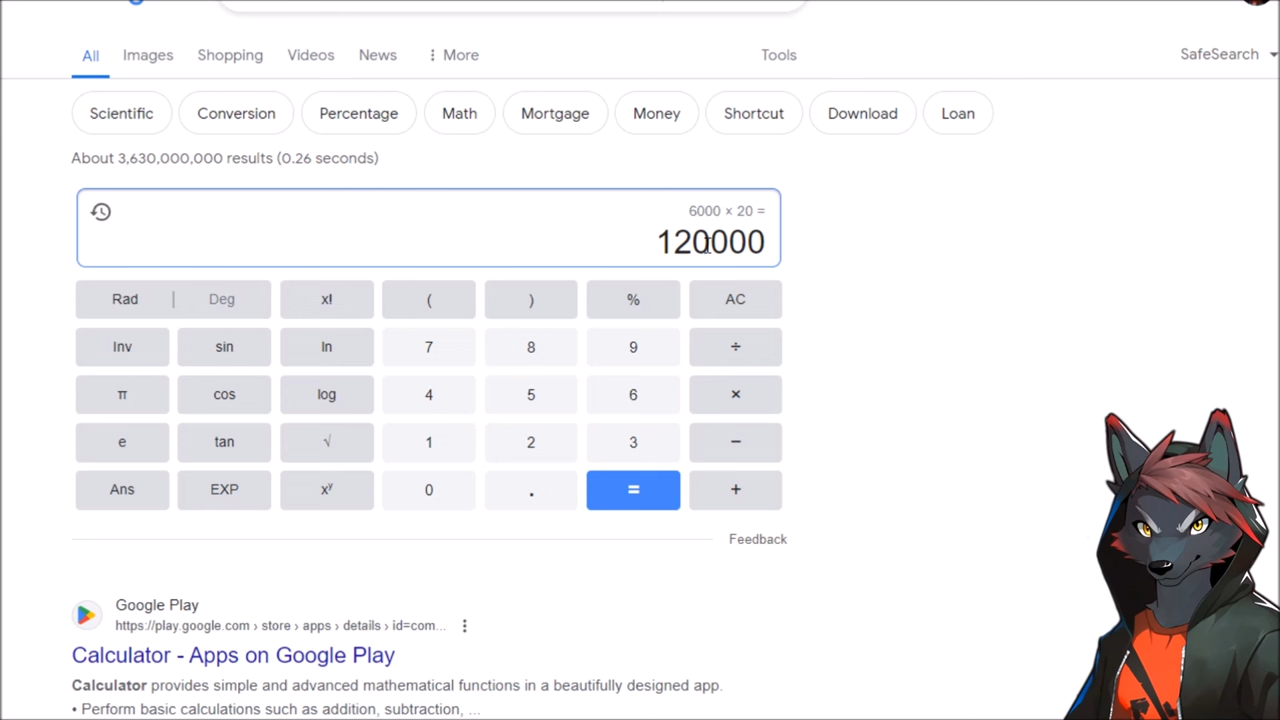 All Images Shopping Videos News More Tools SafeSearch
Scientific Conversion Percentage Math Mortgage Money Shortcut Download Loan
About 3,630,000,000 results (0.26 seconds)
6000 × 20 =
120000
Rad | Deg x! ( ) % AC
Inv sin ln 7 8 9 ÷
π cos log 4 5 6 ×
e tan √ 1 2 3 −
Ans EXP xʸ 0 . = +
Feedback
Google Play
https://play.google.com › store › apps › details › id=com...
Calculator - Apps on Google Play
Calculator provides simple and advanced mathematical functions in a beautifully designed app.
• Perform basic calculations such as addition, subtraction, ...